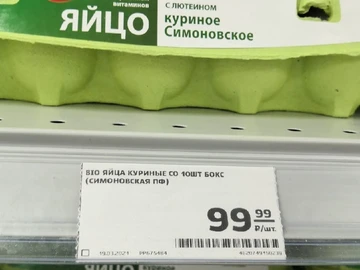 витаминов
ЯЙЦО
С ЛЮТЕИНОМ
куриное
Симоновское
BIO ЯЙЦА КУРИНЫЕ СО 10ШТ БОКС
(СИМОНОВСКАЯ ПФ)
99 99
₽/шт.